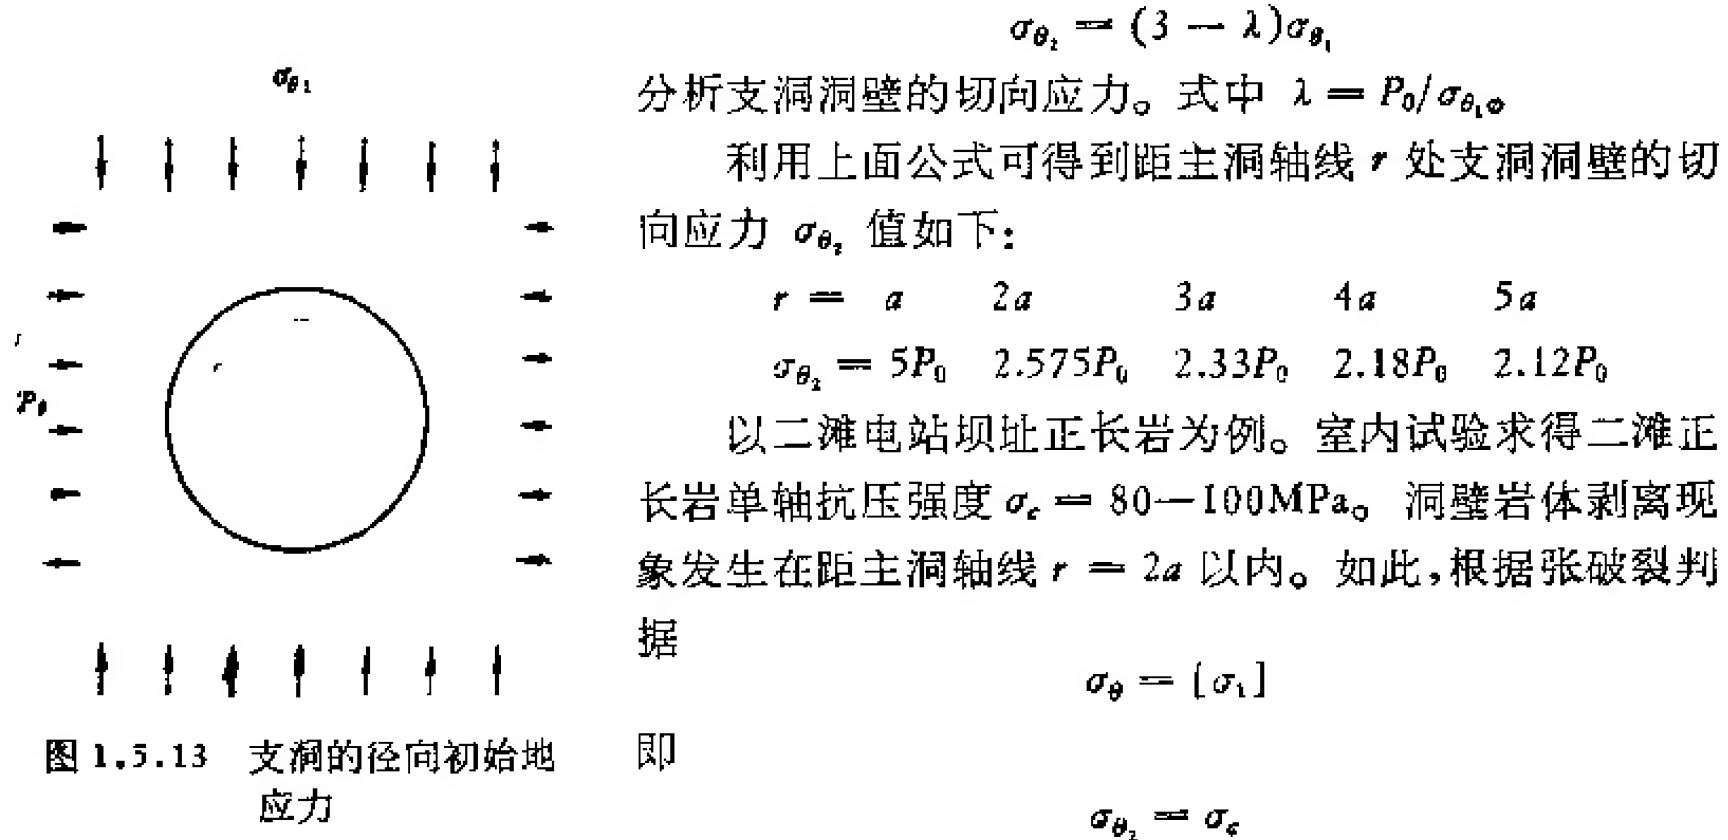 σθ₂ = (3 − λ)σθ₁
分析支洞洞壁的切向应力。式中 λ = P₀/σθ₁。
利用上面公式可得到距主洞轴线 r 处支洞洞壁的切
向应力 σθ₂ 值如下:
r = a 2a 3a 4a 5a
σθ₂ = 5P₀ 2.575P₀ 2.33P₀ 2.18P₀ 2.12P₀
以二滩电站坝址正长岩为例。室内试验求得二滩正
长岩单轴抗压强度 σc = 80—100MPa。洞壁岩体剥离现
象发生在距主洞轴线 r = 2a 以内。如此,根据张破裂判
据
σθ = [σ₁]
即
σθ₂ = σc
σθ₁
P₀
图 1.5.13 支洞的径向初始地
应力